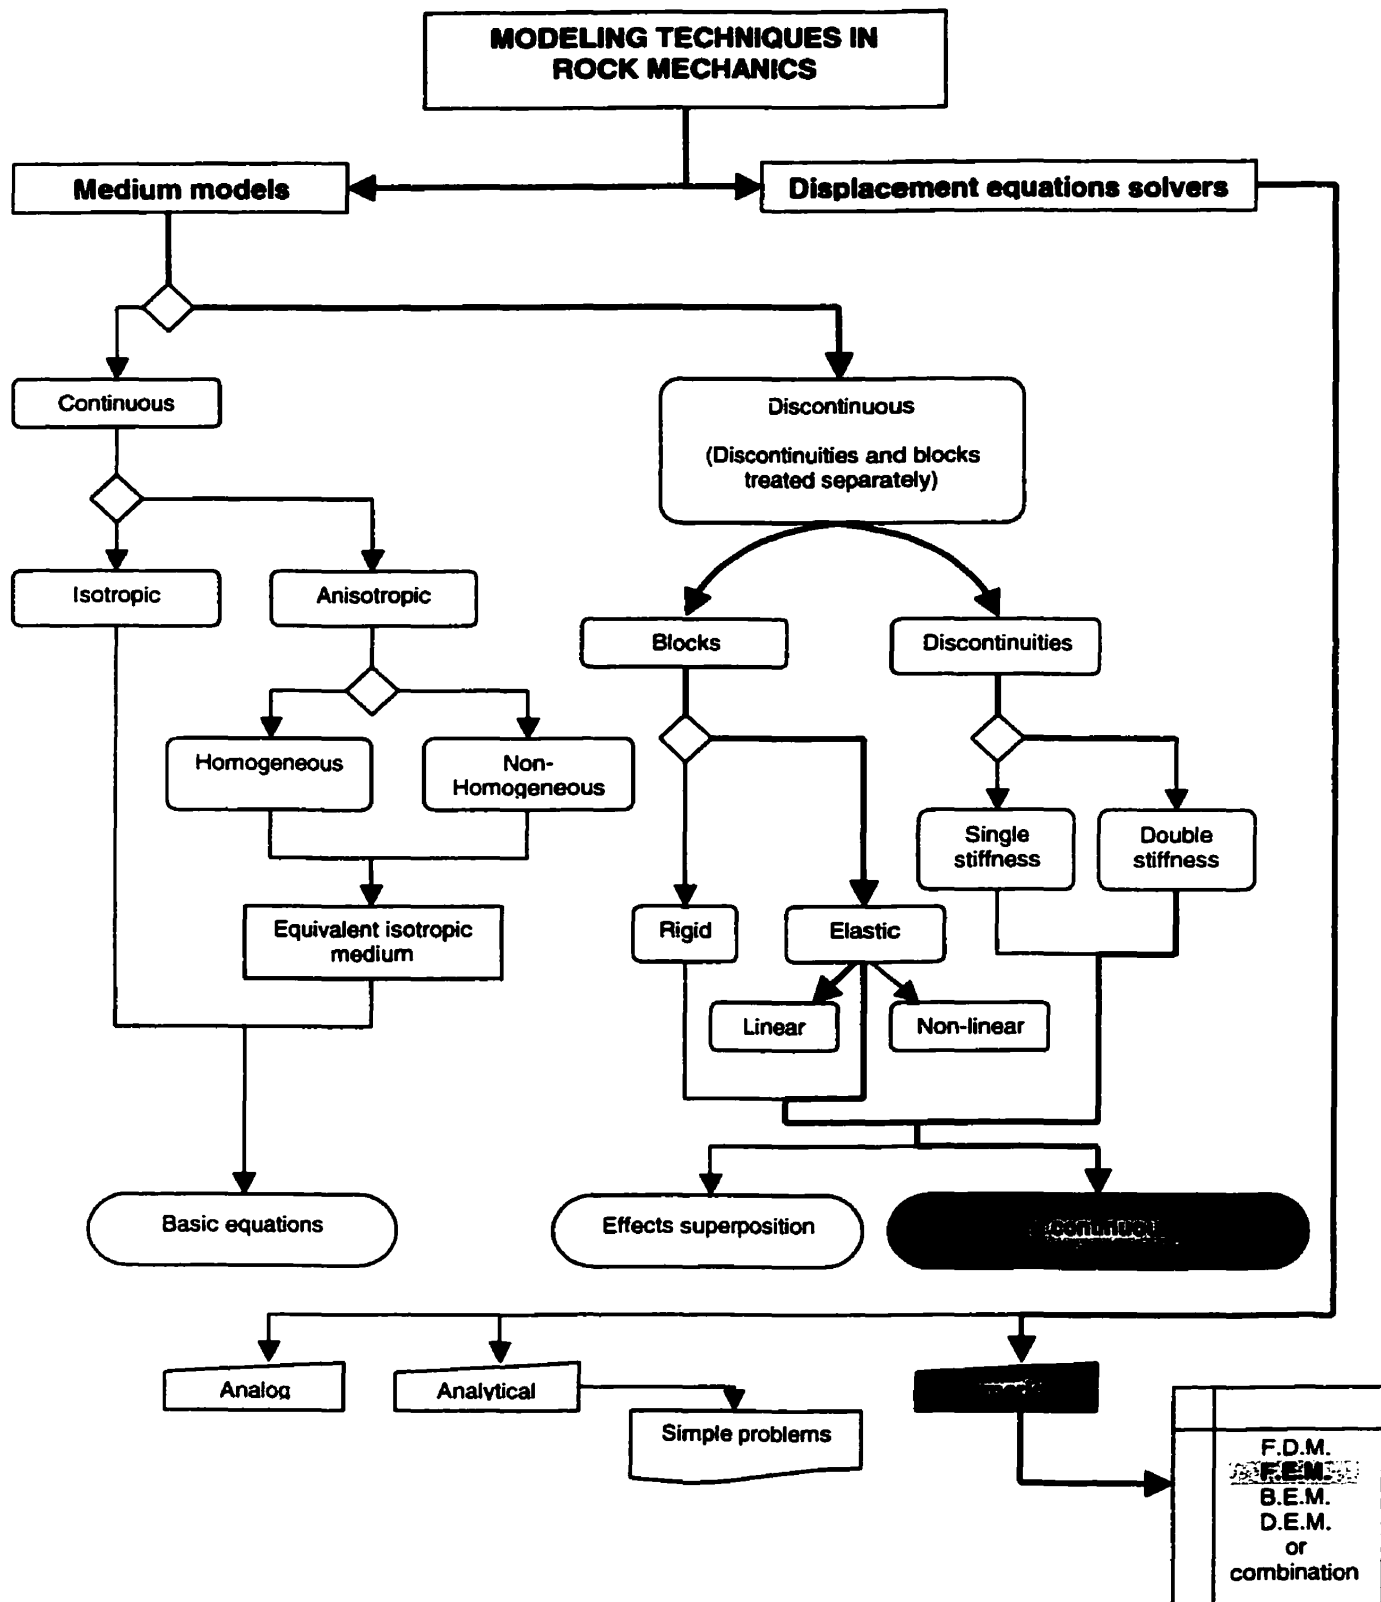 MODELING TECHNIQUES IN
ROCK MECHANICS
Medium models
Displacement equations solvers
Continuous
Discontinuous
(Discontinuities and blocks
treated separately)
Isotropic
Anisotropic
Blocks
Discontinuities
Homogeneous
Non-
Homogeneous
Single
stiffness
Double
stiffness
Equivalent isotropic
medium
Rigid
Elastic
Linear
Non-linear
Basic equations
Effects superposition
Analog
Analytical
Simple problems
F.D.M.
F.E.M.
B.E.M.
D.E.M.
or
combination